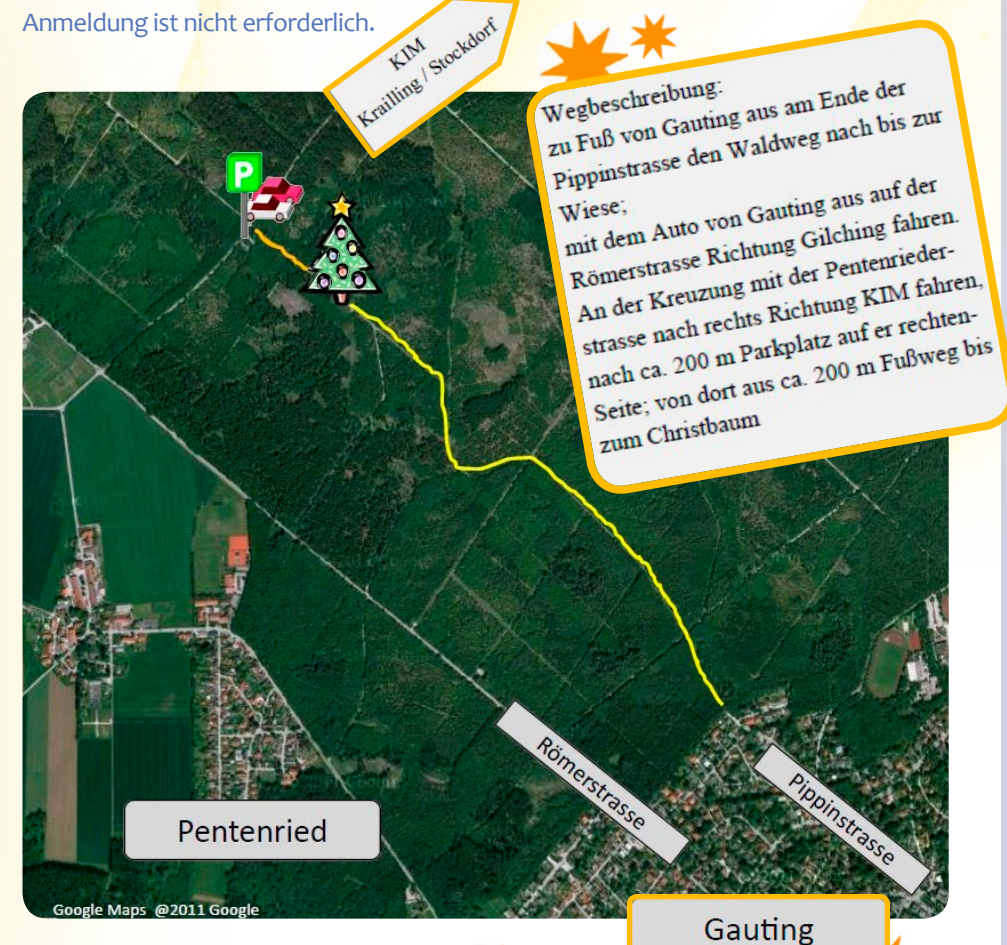 Anmeldung ist nicht erforderlich.
KIM
Krailling / Stockdorf
Wegbeschreibung:
zu Fuß von Gauting aus am Ende der
Pippinstrasse den Waldweg nach bis zur
Wiese;
mit dem Auto von Gauting aus auf der
Römerstrasse Richtung Gilching fahren.
An der Kreuzung mit der Pentenrieder-
strasse nach rechts Richtung KIM fahren,
nach ca. 200 m Parkplatz auf er rechten-
Seite; von dort aus ca. 200 m Fußweg bis
zum Christbaum
P
Römerstrasse
Pippinstrasse
Pentenried
Google Maps @2011 Google
Gauting